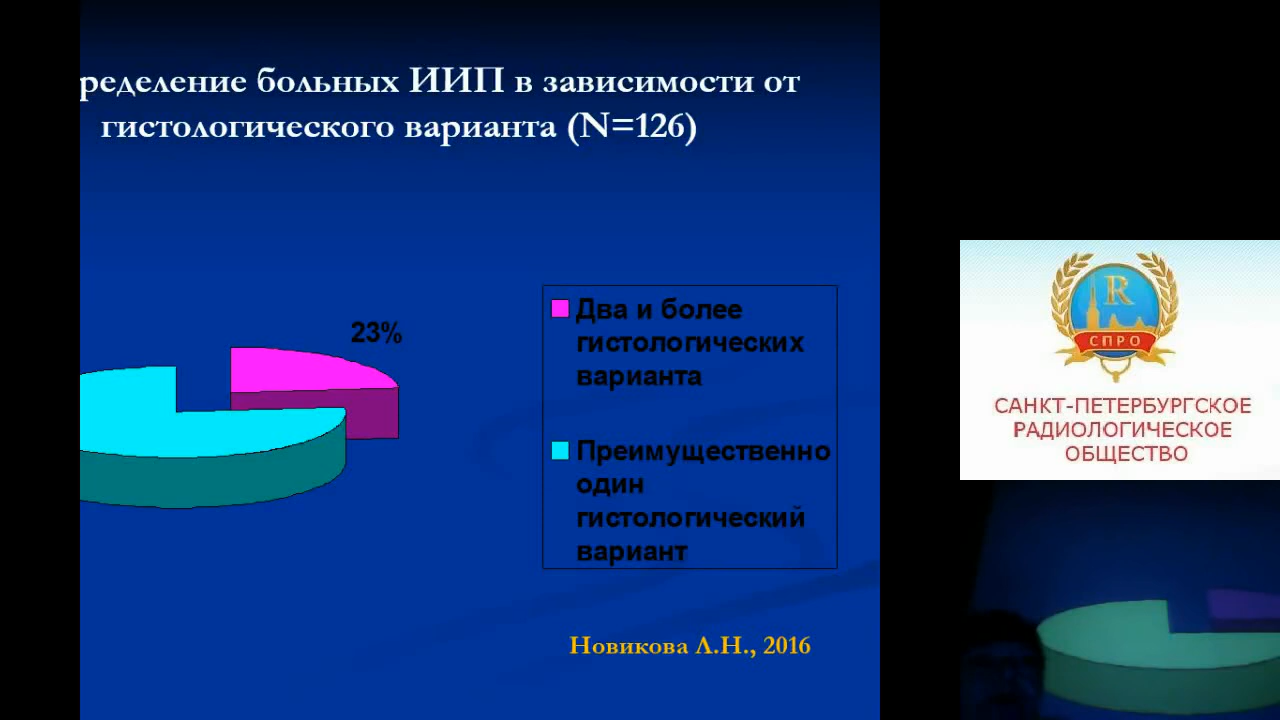 ределение больных ИИП в зависимости от
гистологического варианта (N=126)
23%
Два и более
гистологических
варианта
Преимущественно
один
гистологический
вариант
Новикова Л.Н., 2016
R
СПРО
САНКТ-ПЕТЕРБУРГСКОЕ
РАДИОЛОГИЧЕСКОЕ
ОБЩЕСТВО